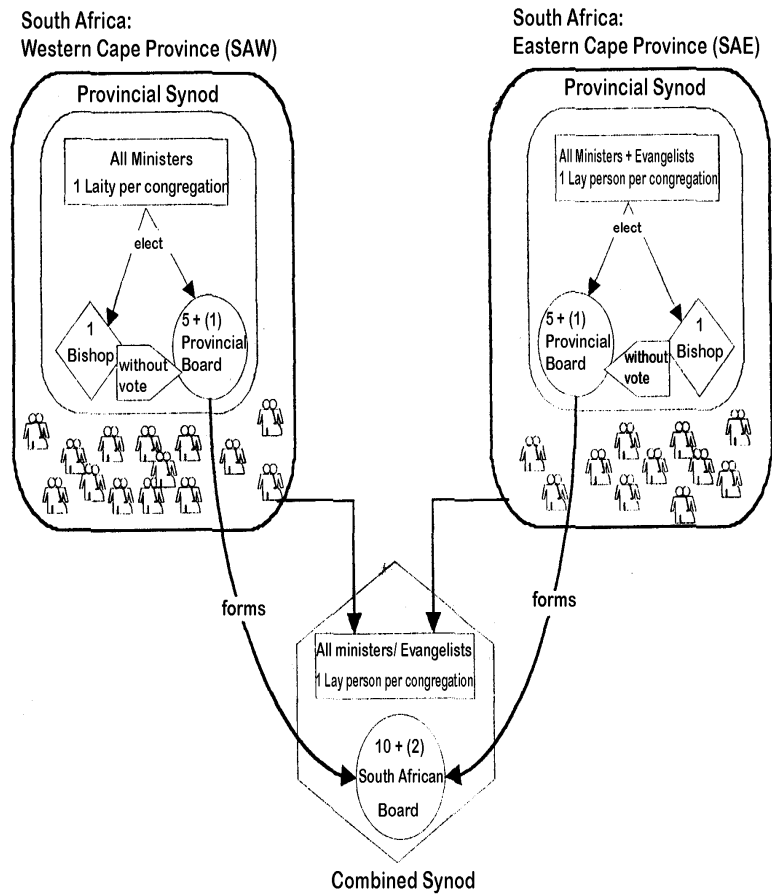 South Africa:
Western Cape Province (SAW)
Provincial Synod
All Ministers
1 Laity per congregation
elect
1
Bishop
without
vote
5 + (1)
Provincial
Board
South Africa:
Eastern Cape Province (SAE)
Provincial Synod
All Ministers + Evangelists
1 Lay person per congregation
elect
5 + (1)
Provincial
Board
without
vote
1
Bishop
forms
forms
All ministers/ Evangelists
1 Lay person per congregation
10 + (2)
South African
Board
Combined Synod